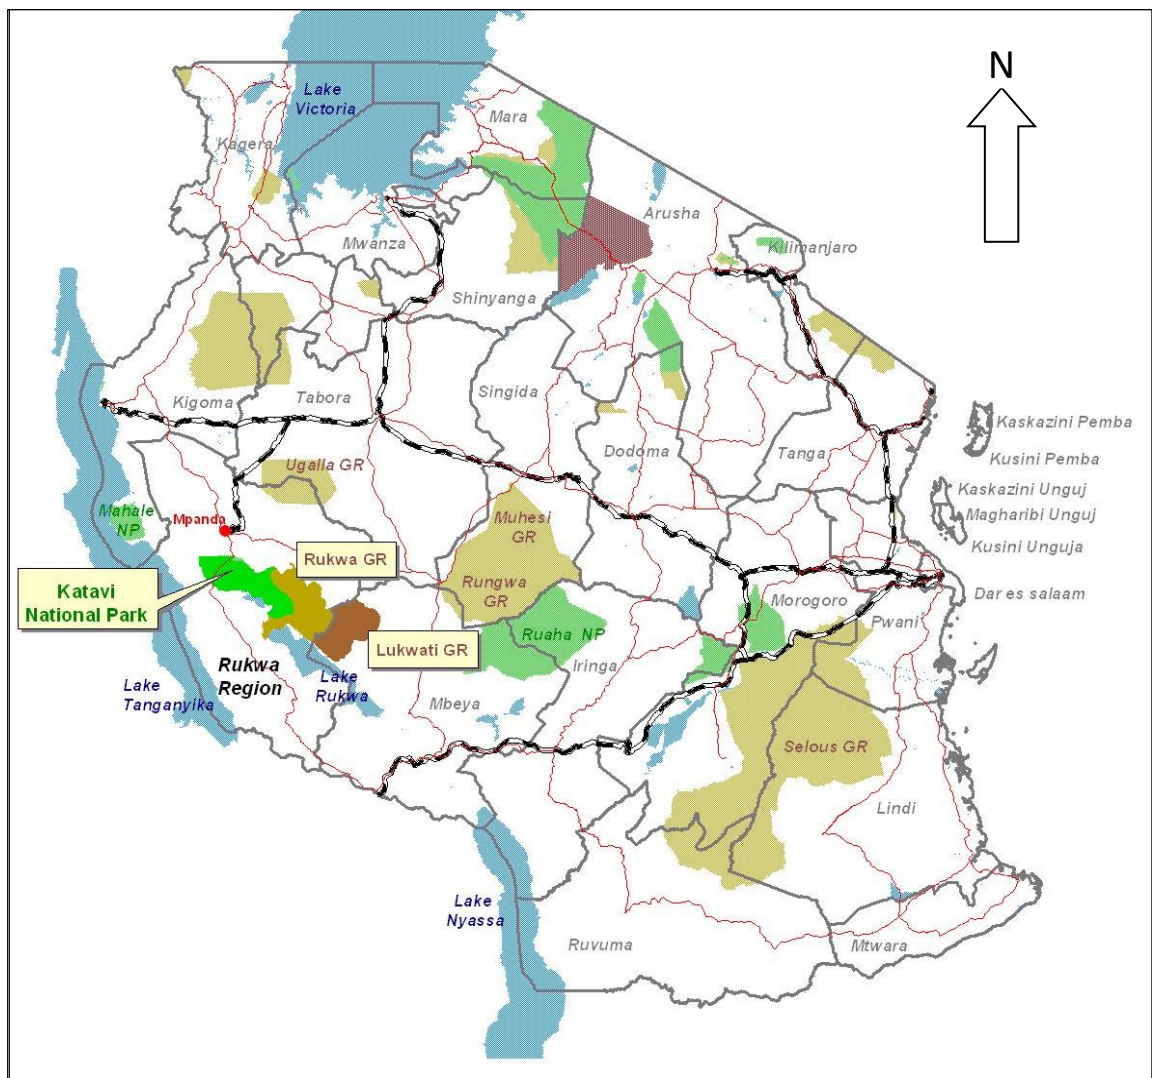 N
Lake
Victoria
Mara
Kagera
Arusha
Kilimanjaro
Mwanza
Shinyanga
Kigoma
Tabora
Singida
Dodoma
Tanga
Kaskazini Pemba
Kusini Pemba
Kaskazini Unguj
Magharibi Unguj
Kusini Unguja
Ugalla GR
Mahale
NP
Mpanda
Muhesi
GR
Rukwa GR
Rungwa
GR
Katavi
National Park
Dar es salaam
Morogoro
Pwani
Ruaha NP
Lukwati GR
Iringa
Rukwa
Region
Lake
Rukwa
Lake
Tanganyika
Mbeya
Selous GR
Lindi
Lake
Nyassa
Ruvuma
Mtwara